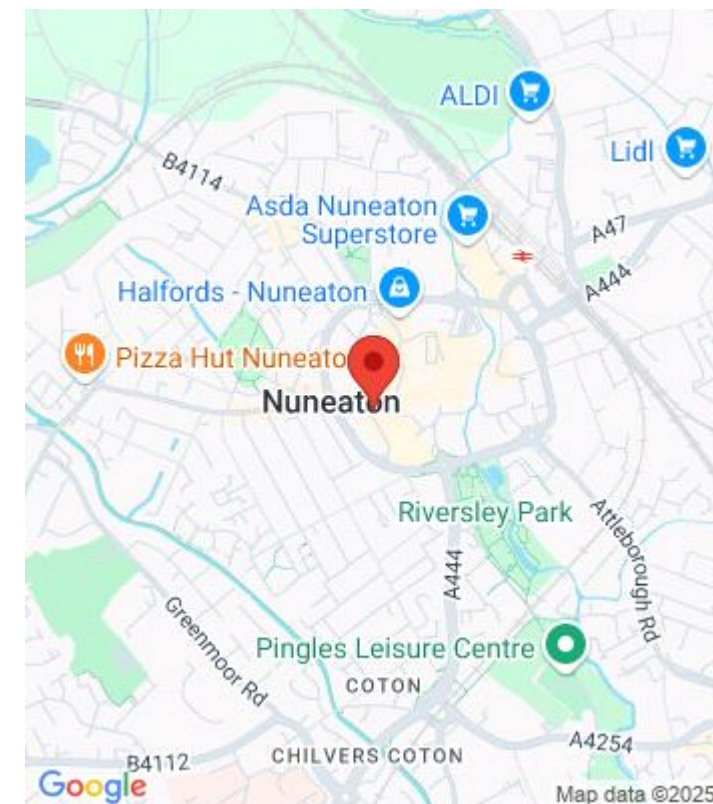 ALDI
Lidl
B4114
Asda Nuneaton
Superstore
A47
A444
Halfords - Nuneaton
Pizza Hut Nuneato
Nuneaton
Riversley Park
Attleborough Rd
A444
Greenmoor Rd
Pingles Leisure Centre
COTON
A4254
B4112
CHILVERS COTON
Google
Map data ©2025